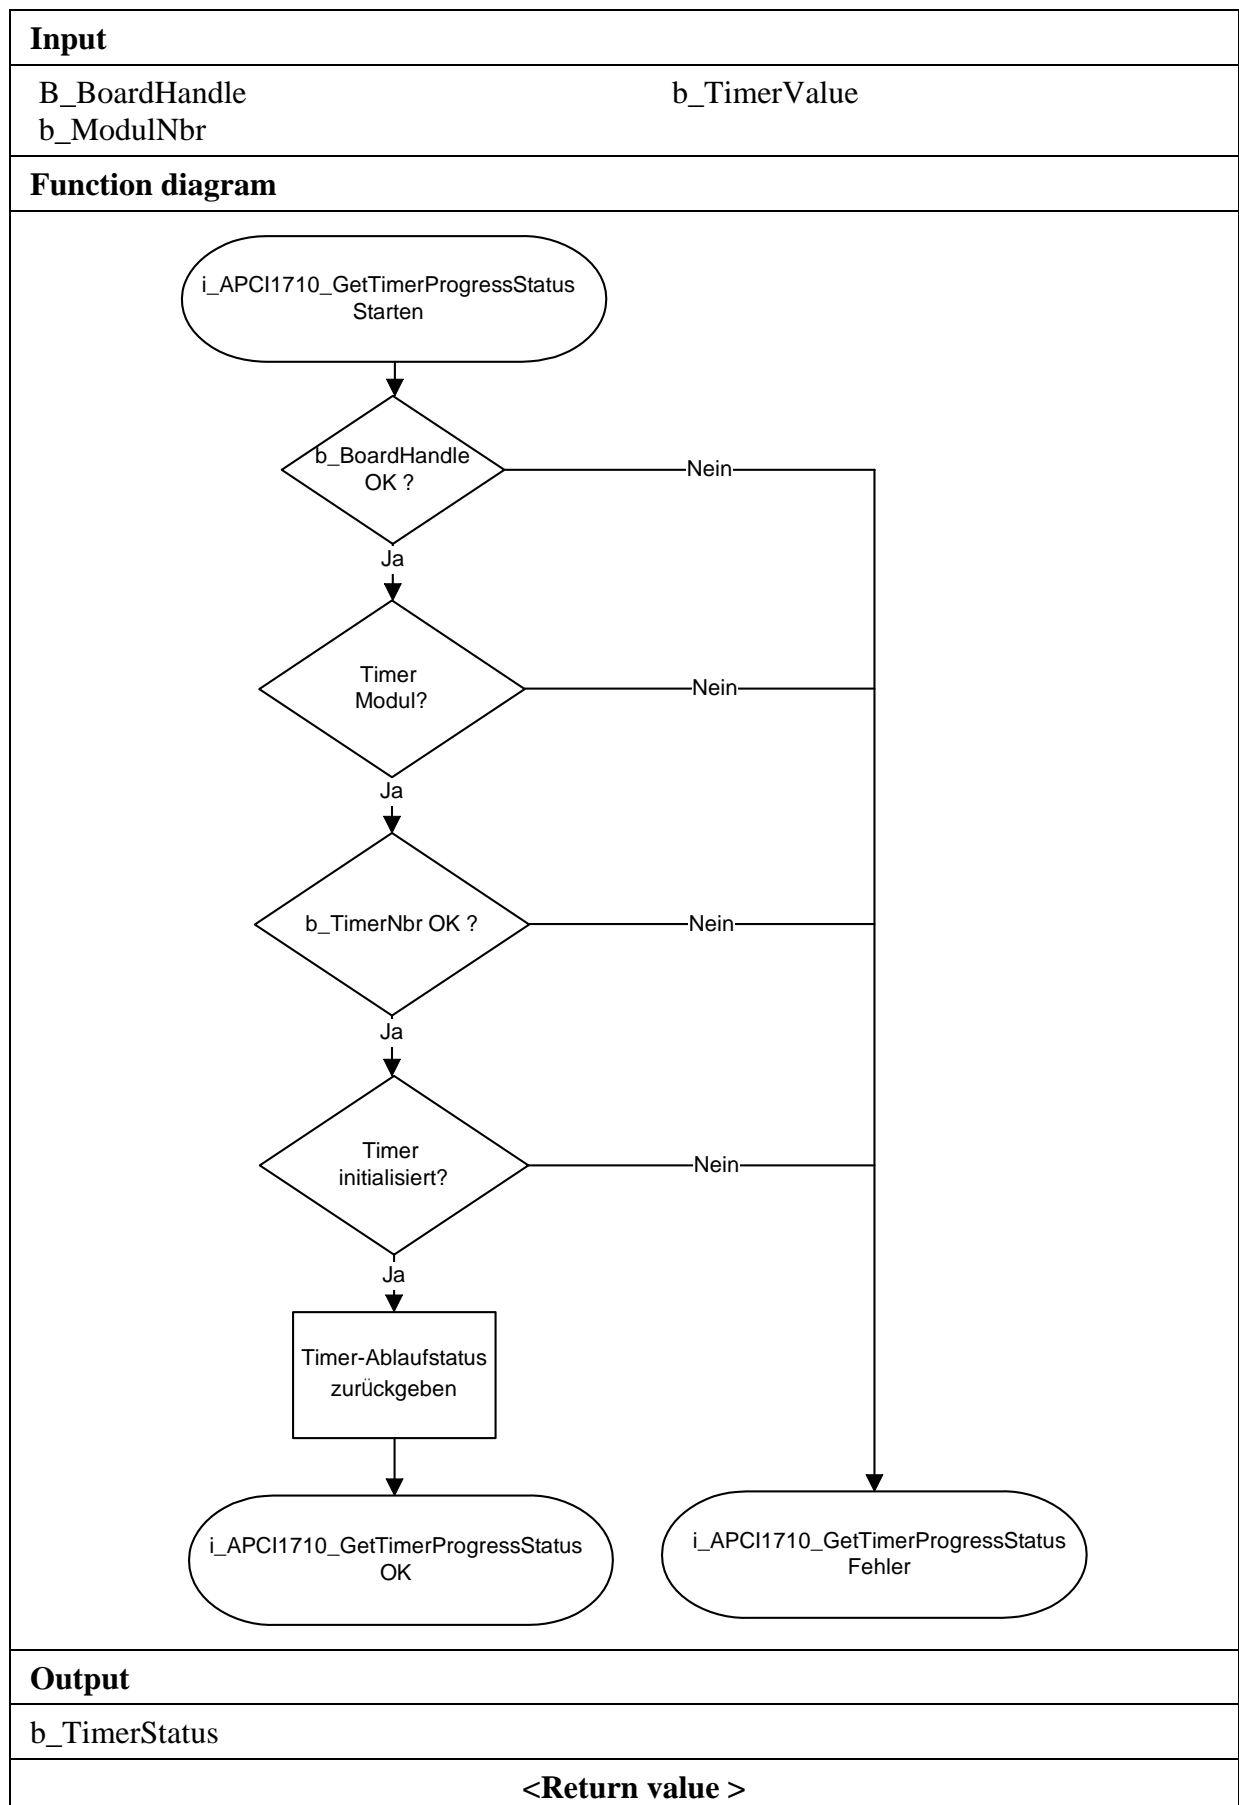 Input
B_BoardHandle b_TimerValue
b_ModulNbr
Function diagram
i_APCI1710_GetTimerProgressStatus
Starten
b_BoardHandle
OK ?
Nein
Ja
Timer
Modul?
Nein
Ja
b_TimerNbr OK ?
Nein
Ja
Timer
initialisiert?
Nein
Ja
Timer-Ablaufstatus
zurückgeben
i_APCI1710_GetTimerProgressStatus
OK
i_APCI1710_GetTimerProgressStatus
Fehler
Output
b_TimerStatus
<Return value >